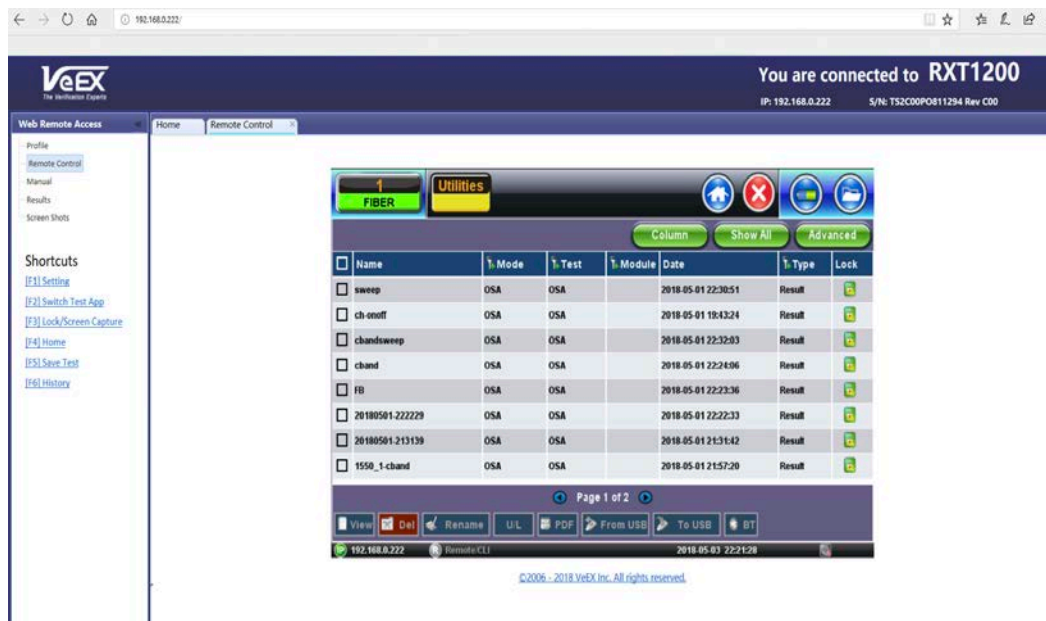 192.168.0.222/
VeEX
The Verification Experts
You are connected to RXT1200
IP: 192.168.0.222 S/N: TS2C00PO811294 Rev C00
Web Remote Access
Home
Remote Control
Profile
Remote Control
Manual
Results
Screen Shots
Shortcuts
[F1] Setting
[F2] Switch Test App
[F3] Lock/Screen Capture
[F4] Home
[F5] Save Test
[F6] History
1
FIBER
Utilities
Column Show All Advanced
Name Mode Test Module Date Type Lock
sweep OSA OSA 2018-05-01 22:30:51 Result
ch-onoff OSA OSA 2018-05-01 19:43:24 Result
cbandsweep OSA OSA 2018-05-01 22:32:03 Result
cband OSA OSA 2018-05-01 22:24:06 Result
FB OSA OSA 2018-05-01 22:23:36 Result
20180501-222229 OSA OSA 2018-05-01 22:22:33 Result
20180501-213139 OSA OSA 2018-05-01 21:31:42 Result
1550_1-cband OSA OSA 2018-05-01 21:57:20 Result
Page 1 of 2
View Del Rename U/L PDF From USB To USB BT
192.168.0.222 R Remote/CLI 2018-05-03 22:21:28
©2006 - 2018 VeEX Inc. All rights reserved.